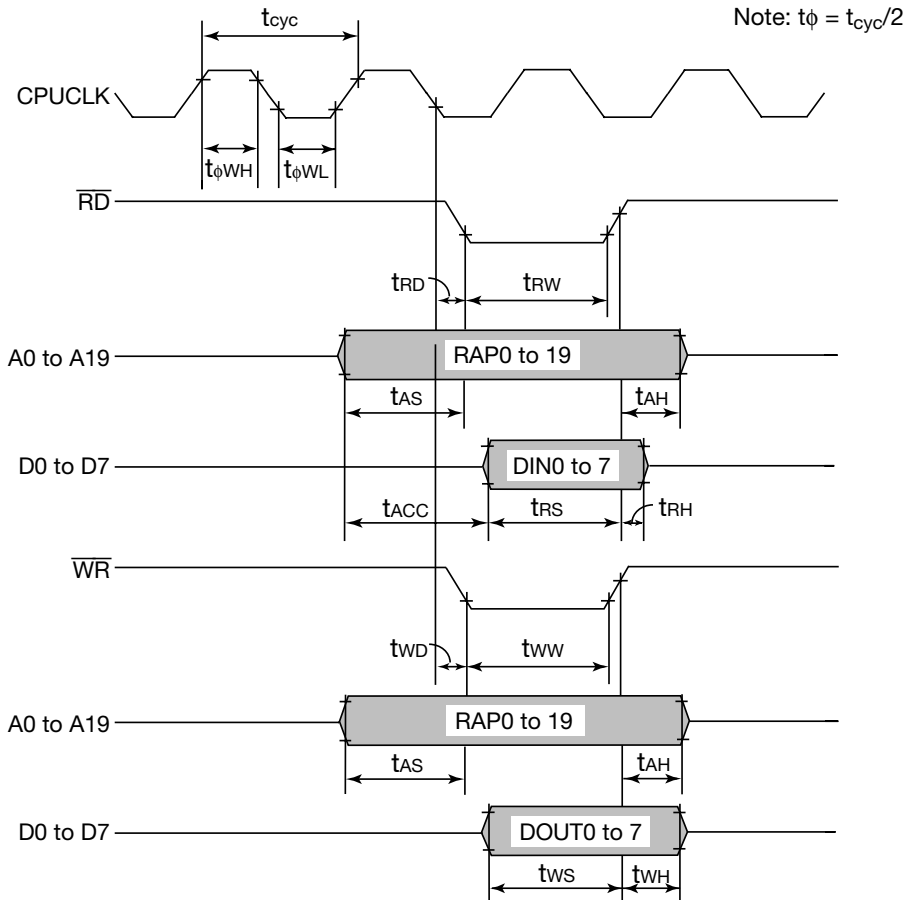 tcyc
Note: tϕ = tcyc/2
CPUCLK
tϕWH
tϕWL
RD
tRD
tRW
A0 to A19
RAP0 to 19
tAS
tAH
D0 to D7
DIN0 to 7
tACC
tRS
tRH
WR
tWD
tWW
A0 to A19
RAP0 to 19
tAS
tAH
D0 to D7
DOUT0 to 7
tWS
tWH